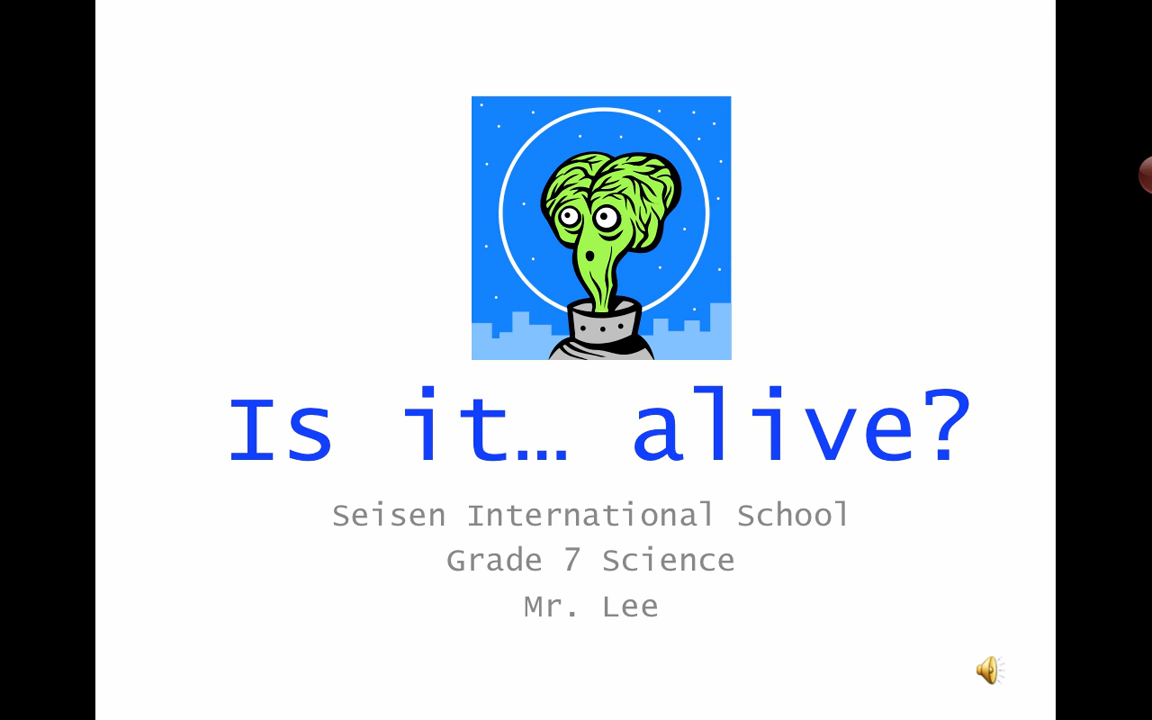 Is it… alive?
Seisen International School
Grade 7 Science
Mr. Lee